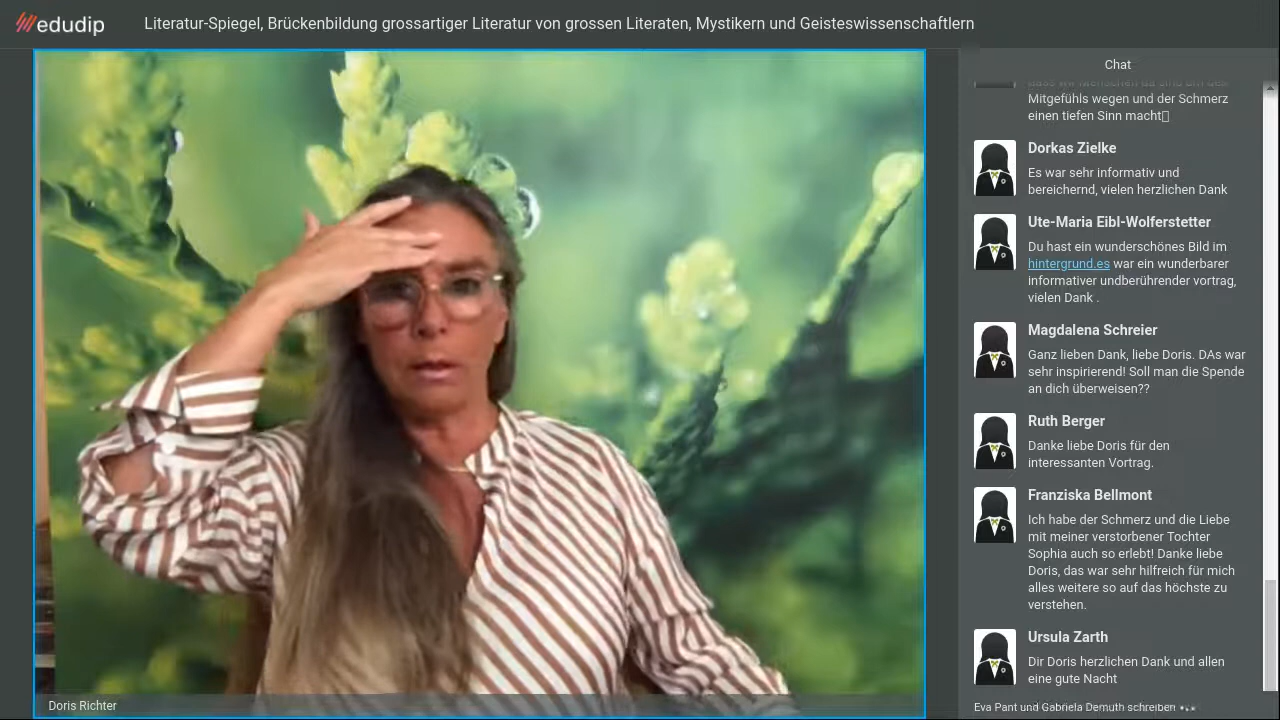 edudip
Literatur-Spiegel, Brückenbildung grossartiger Literatur von grossen Literaten, Mystikern und Geisteswissenschaftlern
Chat
dass wir Menschen da sind um des
Mitgefühls wegen und der Schmerz
einen tiefen Sinn macht
Dorkas Zielke
Es war sehr informativ und
bereichernd, vielen herzlichen Dank
Ute-Maria Eibl-Wolferstetter
Du hast ein wunderschönes Bild im
hintergrund.es war ein wunderbarer
informativer undberührender vortrag,
vielen Dank .
Magdalena Schreier
Ganz lieben Dank, liebe Doris. DAs war
sehr inspirierend! Soll man die Spende
an dich überweisen??
Ruth Berger
Danke liebe Doris für den
interessanten Vortrag.
Franziska Bellmont
Ich habe der Schmerz und die Liebe
mit meiner verstorbener Tochter
Sophia auch so erlebt! Danke liebe
Doris, das war sehr hilfreich für mich
alles weitere so auf das höchste zu
verstehen.
Ursula Zarth
Dir Doris herzlichen Dank und allen
eine gute Nacht
Eva Pant und Gabriela Demuth schreiben
Doris Richter